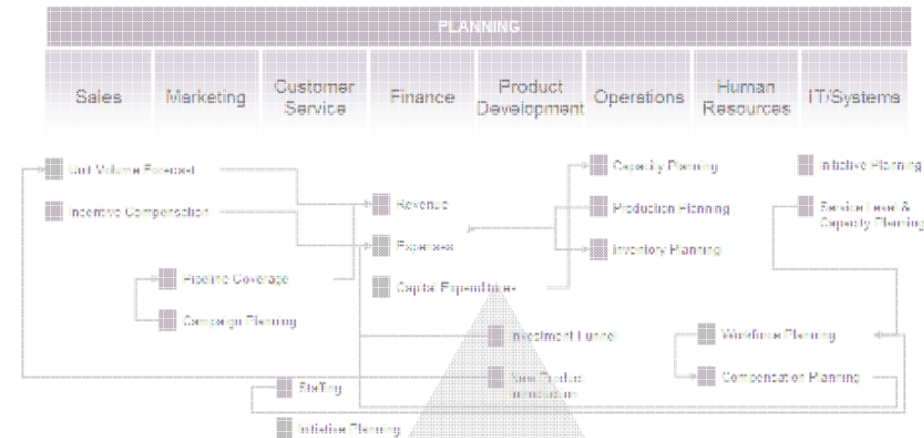 PLANNING
Sales
Marketing
Customer
Service
Finance
Product
Development
Operations
Human
Resources
IT/Systems
Unit Volume Forecast
Capacity Planning
Initiative Planning
Incentive Compensation
Revenue
Production Planning
Service Level &
Capacity Planning
Expenses
Inventory Planning
Pipeline Coverage
Capital Expenditures
Campaign Planning
Investment Funnel
Workforce Planning
Staffing
New Product
Introduction
Compensation Planning
Initiative Planning